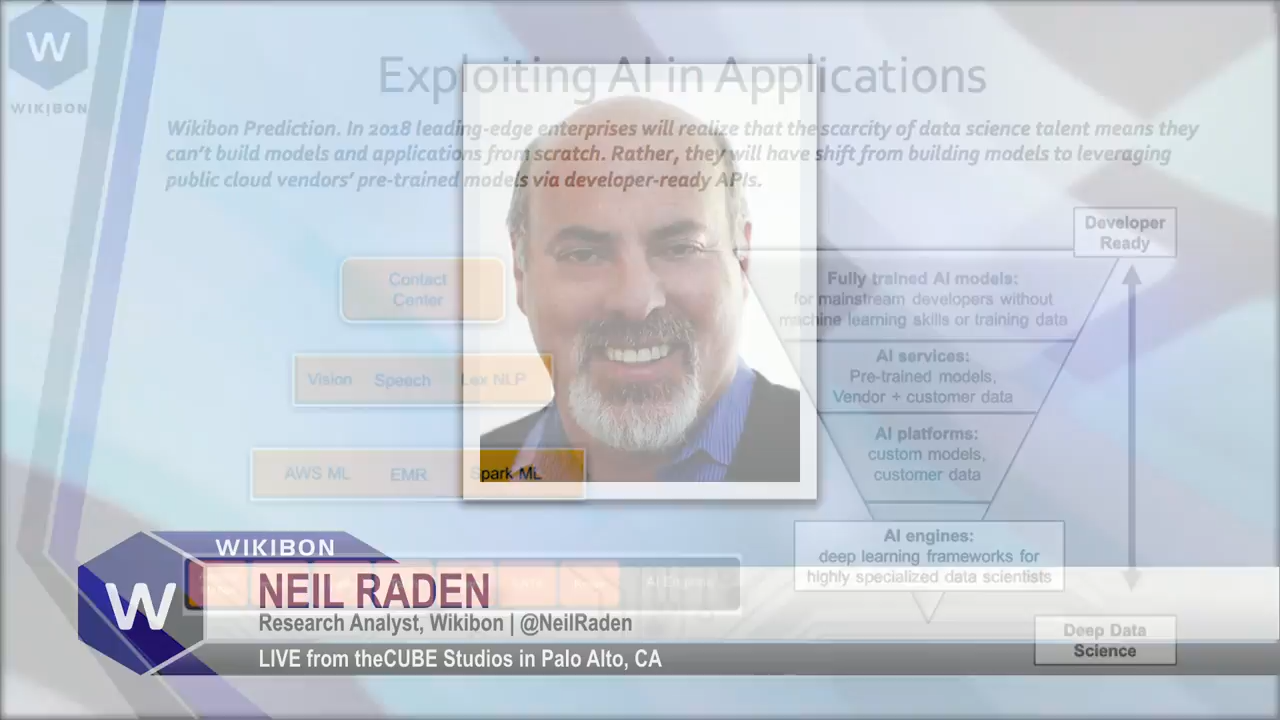 W
WIKIBON
Exploiting AI in Applications
Wikibon Prediction. In 2018 leading-edge enterprises will realize that the scarcity of data science talent means they
can't build models and applications from scratch. Rather, they will have shift from building models to leveraging
public cloud vendors' pre-trained models via developer-ready APIs.
Developer
Ready
Contact
Center
Fully trained AI models:
for mainstream developers without
machine learning skills or training data
Vision Speech Lex NLP
AI services:
Pre-trained models,
Vendor + customer data
AI platforms:
custom models,
customer data
AWS ML EMR Spark ML
AI engines:
deep learning frameworks for
highly specialized data scientists
WIKIBON
W
NEIL RADEN
Research Analyst, Wikibon | @NeilRaden
LIVE from theCUBE Studios in Palo Alto, CA
Deep Data
Science